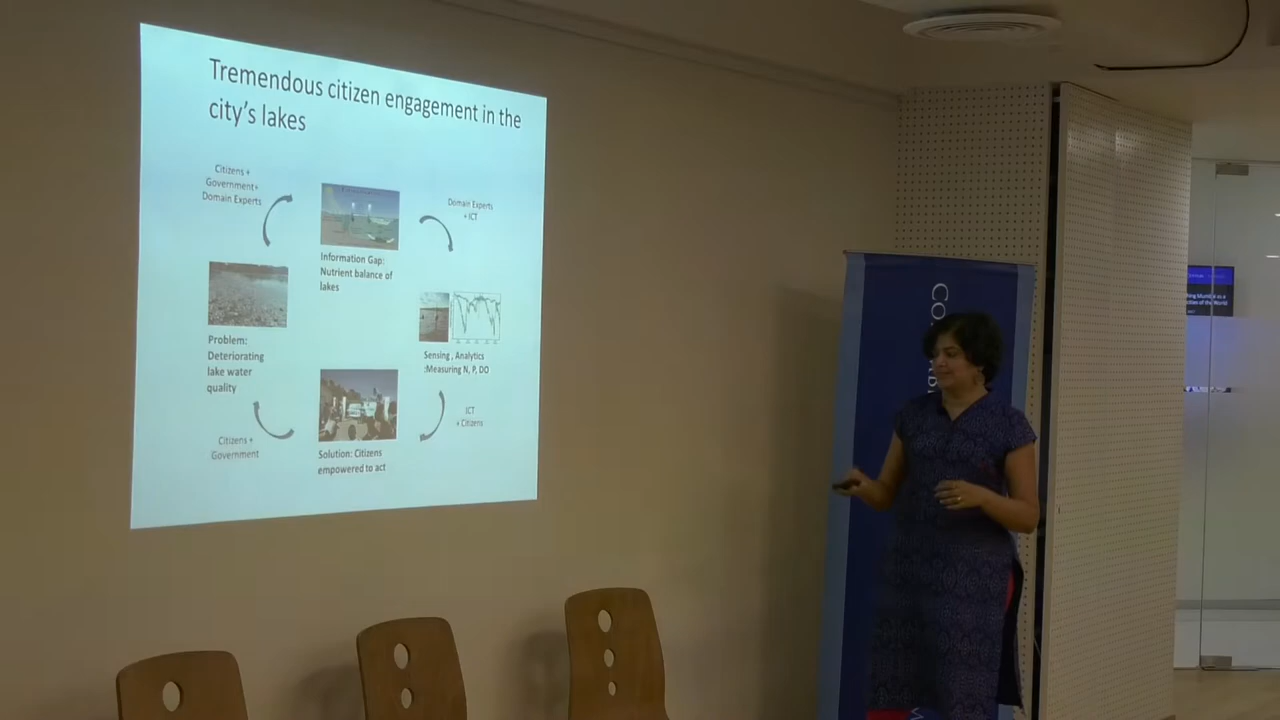 Tremendous citizen engagement in the
city's lakes
Citizens +
Government+
Domain Experts
Domain Experts
+ ICT
Information Gap:
Nutrient balance of
lakes
Problem:
Deteriorating
lake water
quality
Sensing , Analytics
:Measuring N, P, DO
ICT
+ Citizens
Citizens +
Government
Solution: Citizens
empowered to act